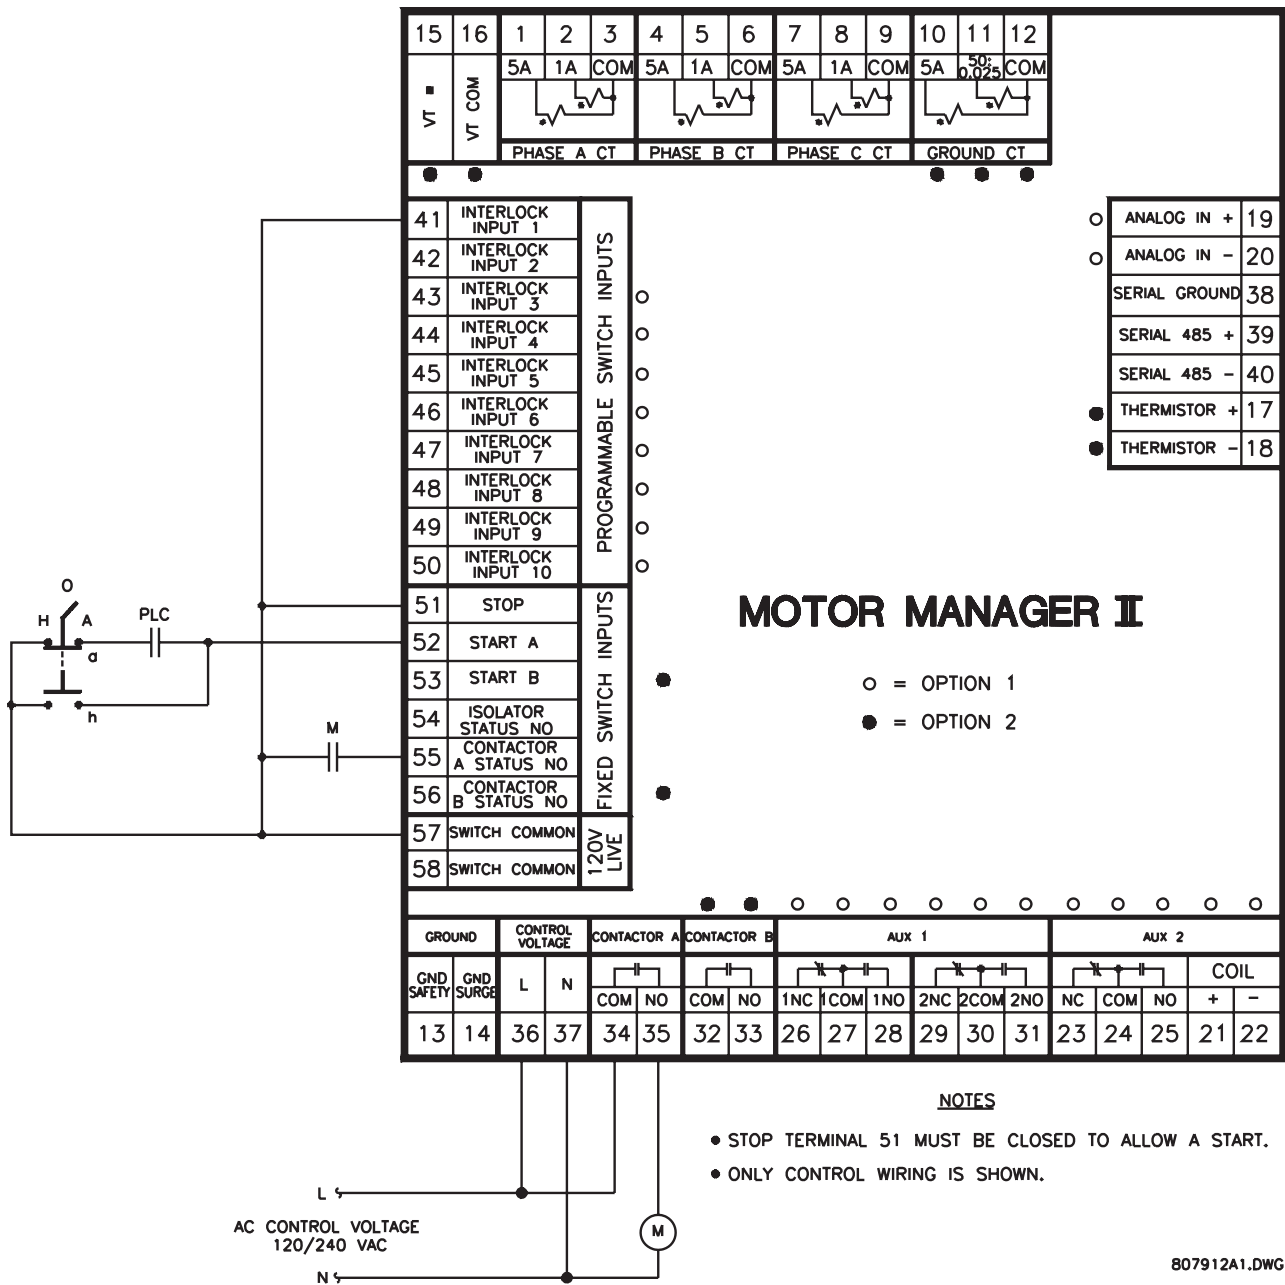 15 16 1 2 3 4 5 6 7 8 9 10 11 12
5A 1A COM 5A 1A COM 5A 1A COM 5A 50: 0.025 COM
VT
VT COM
* * * * * * * *
PHASE A CT PHASE B CT PHASE C CT GROUND CT
41 INTERLOCK INPUT 1
42 INTERLOCK INPUT 2
43 INTERLOCK INPUT 3
44 INTERLOCK INPUT 4
45 INTERLOCK INPUT 5
46 INTERLOCK INPUT 6
47 INTERLOCK INPUT 7
48 INTERLOCK INPUT 8
49 INTERLOCK INPUT 9
50 INTERLOCK INPUT 10
PROGRAMMABLE SWITCH INPUTS
51 STOP
52 START A
53 START B
54 ISOLATOR STATUS NO
55 CONTACTOR A STATUS NO
56 CONTACTOR B STATUS NO
FIXED SWITCH INPUTS
57 SWITCH COMMON
58 SWITCH COMMON
120V LIVE
ANALOG IN + 19
ANALOG IN - 20
SERIAL GROUND 38
SERIAL 485 + 39
SERIAL 485 - 40
THERMISTOR + 17
THERMISTOR - 18
O
H A
PLC
a
h
M
MOTOR MANAGER II
= OPTION 1
= OPTION 2
GROUND CONTROL VOLTAGE CONTACTOR A CONTACTOR B AUX 1 AUX 2
GND SAFETY GND SURGE L N COIL
COM NO COM NO 1NC 1COM 1NO 2NC 2COM 2NO NC COM NO + -
13 14 36 37 34 35 32 33 26 27 28 29 30 31 23 24 25 21 22
NOTES
• STOP TERMINAL 51 MUST BE CLOSED TO ALLOW A START.
• ONLY CONTROL WIRING IS SHOWN.
L
AC CONTROL VOLTAGE
120/240 VAC
M
N
807912A1.DWG